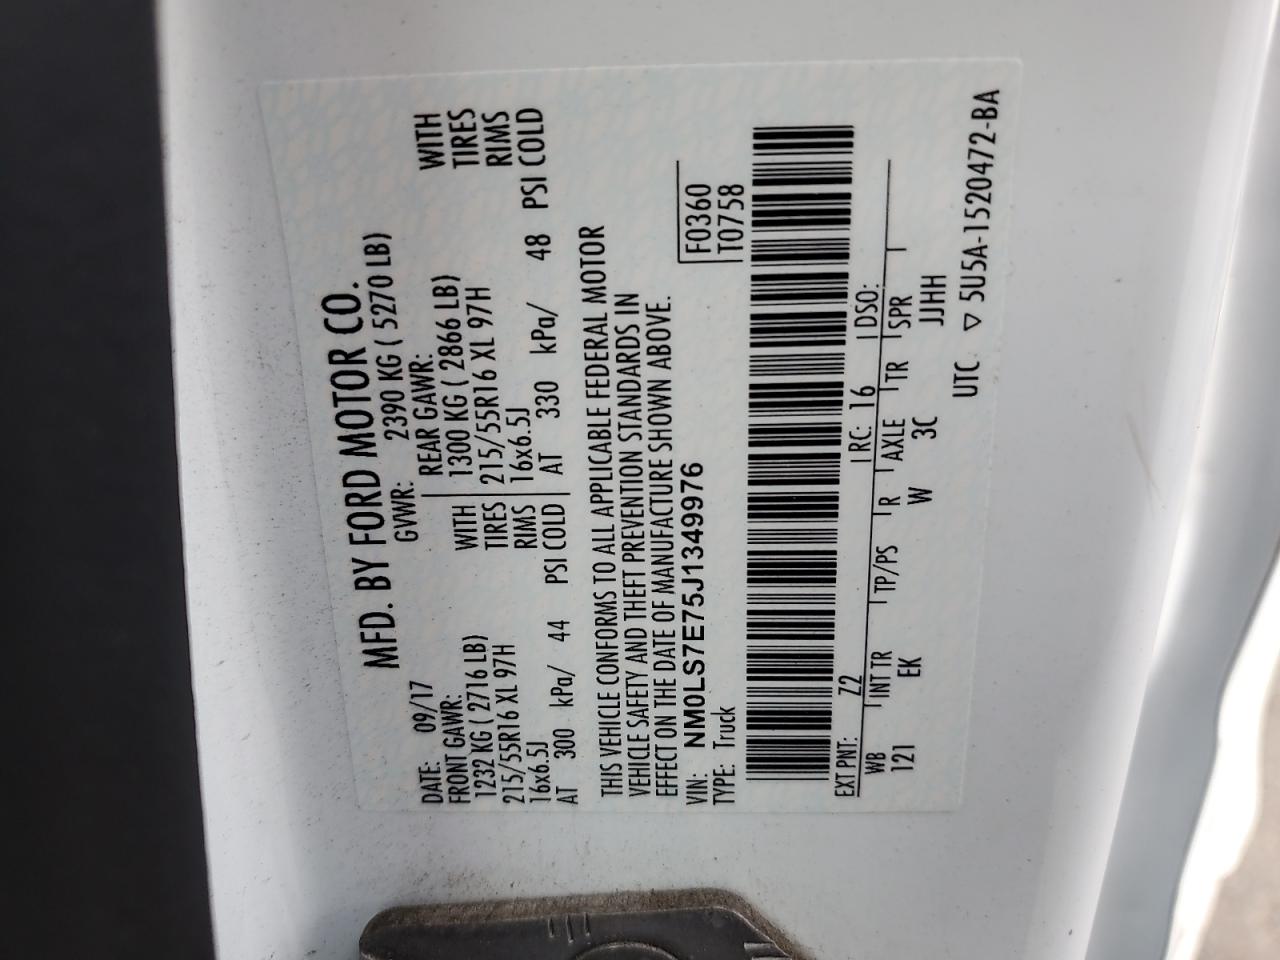 MFD. BY FORD MOTOR CO.
DATE: 09/17 GVWR: 2390 KG ( 5270 LB)
FRONT GAWR: REAR GAWR:
1232 KG ( 2716 LB) WITH 1300 KG ( 2866 LB) WITH
215/55R16 XL 97H TIRES 215/55R16 XL 97H TIRES
16x6.5J RIMS 16x6.5J RIMS
AT 300 kPa/ 44 PSI COLD AT 330 kPa/ 48 PSI COLD
THIS VEHICLE CONFORMS TO ALL APPLICABLE FEDERAL MOTOR
VEHICLE SAFETY AND THEFT PREVENTION STANDARDS IN
EFFECT ON THE DATE OF MANUFACTURE SHOWN ABOVE.
VIN: NM0LS7E75J1349976 F0360
TYPE: Truck T0758
EXT PNT: Z2 RC: 16 DSO:
WB INT TR TP/PS R AXLE TR SPR
121 EK W 3C JJHH
UTC ▽ 5U5A-1520472-BA